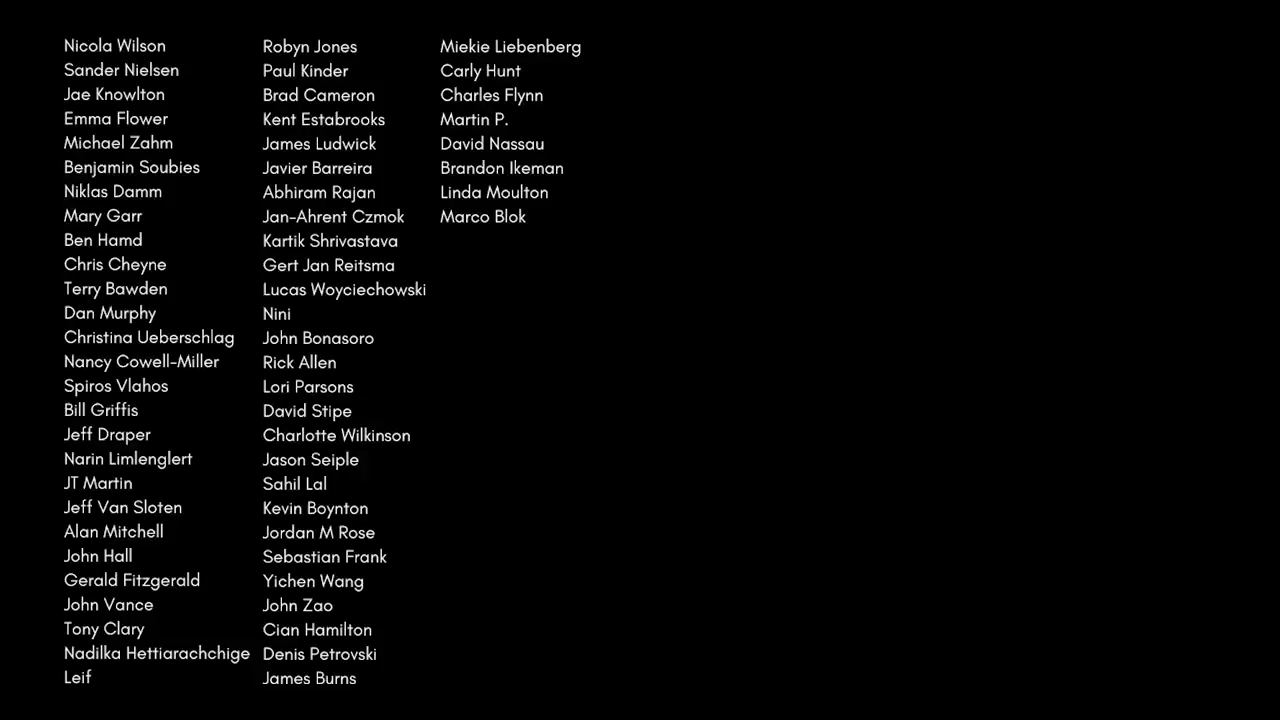 Nicola Wilson
Sander Nielsen
Jae Knowlton
Emma Flower
Michael Zahm
Benjamin Soubies
Niklas Damm
Mary Garr
Ben Hamd
Chris Cheyne
Terry Bawden
Dan Murphy
Christina Ueberschlag
Nancy Cowell-Miller
Spiros Vlahos
Bill Griffis
Jeff Draper
Narin Limlenglert
JT Martin
Jeff Van Sloten
Alan Mitchell
John Hall
Gerald Fitzgerald
John Vance
Tony Clary
Nadilka Hettiarachchige
Leif
Robyn Jones
Paul Kinder
Brad Cameron
Kent Estabrooks
James Ludwick
Javier Barreira
Abhiram Rajan
Jan-Ahrent Czmok
Kartik Shrivastava
Gert Jan Reitsma
Lucas Woyciechowski
Nini
John Bonasoro
Rick Allen
Lori Parsons
David Stipe
Charlotte Wilkinson
Jason Seiple
Sahil Lal
Kevin Boynton
Jordan M Rose
Sebastian Frank
Yichen Wang
John Zao
Cian Hamilton
Denis Petrovski
James Burns
Miekie Liebenberg
Carly Hunt
Charles Flynn
Martin P.
David Nassau
Brandon Ikeman
Linda Moulton
Marco Blok